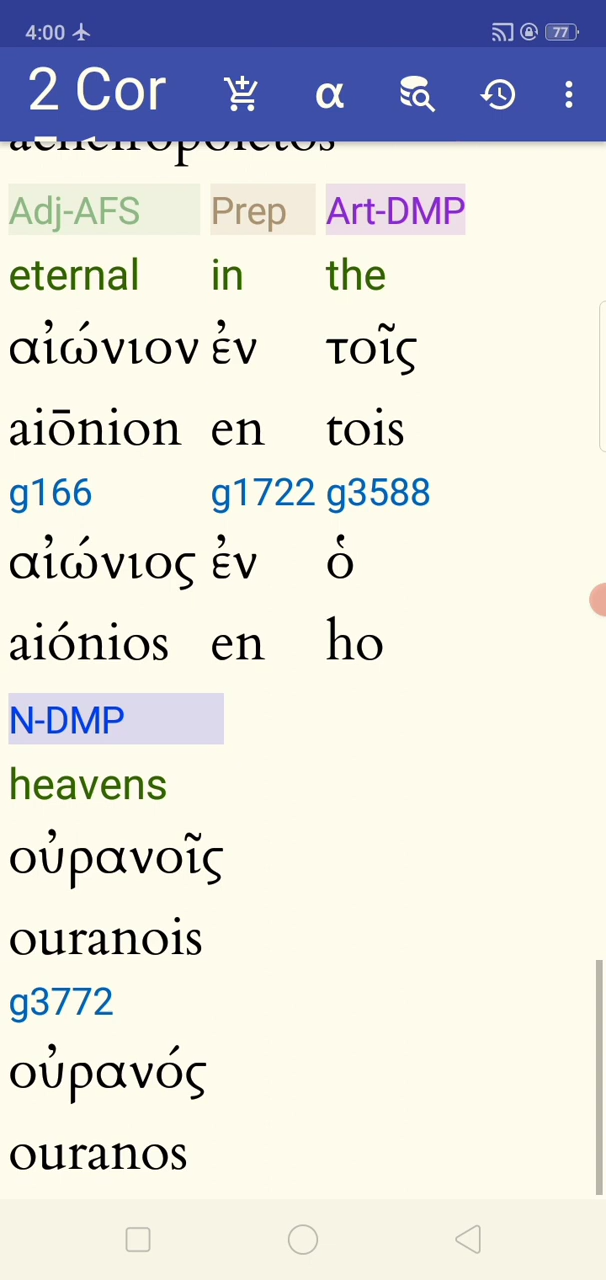 4:00 77
2 Cor α
acheiropoiētos
Adj-AFS Prep Art-DMP
eternal in the
αἰώνιον ἐν τοῖς
aiōnion en tois
g166 g1722 g3588
αἰώνιος ἐν ὁ
aiónios en ho
N-DMP
heavens
οὐρανοῖς
ouranois
g3772
οὐρανός
ouranos